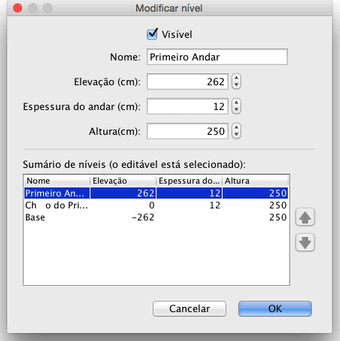 Modificar nível
Visível
Nome: Primeiro Andar
Elevação (cm): 262
Espessura do andar (cm): 12
Altura(cm): 250
Sumário de níveis (o editável está selecionado):
Nome Elevação Espessura do... Altura
Primeiro An... 262 12 250
Ch o do Pri... 0 12 250
Base -262 250
Cancelar OK